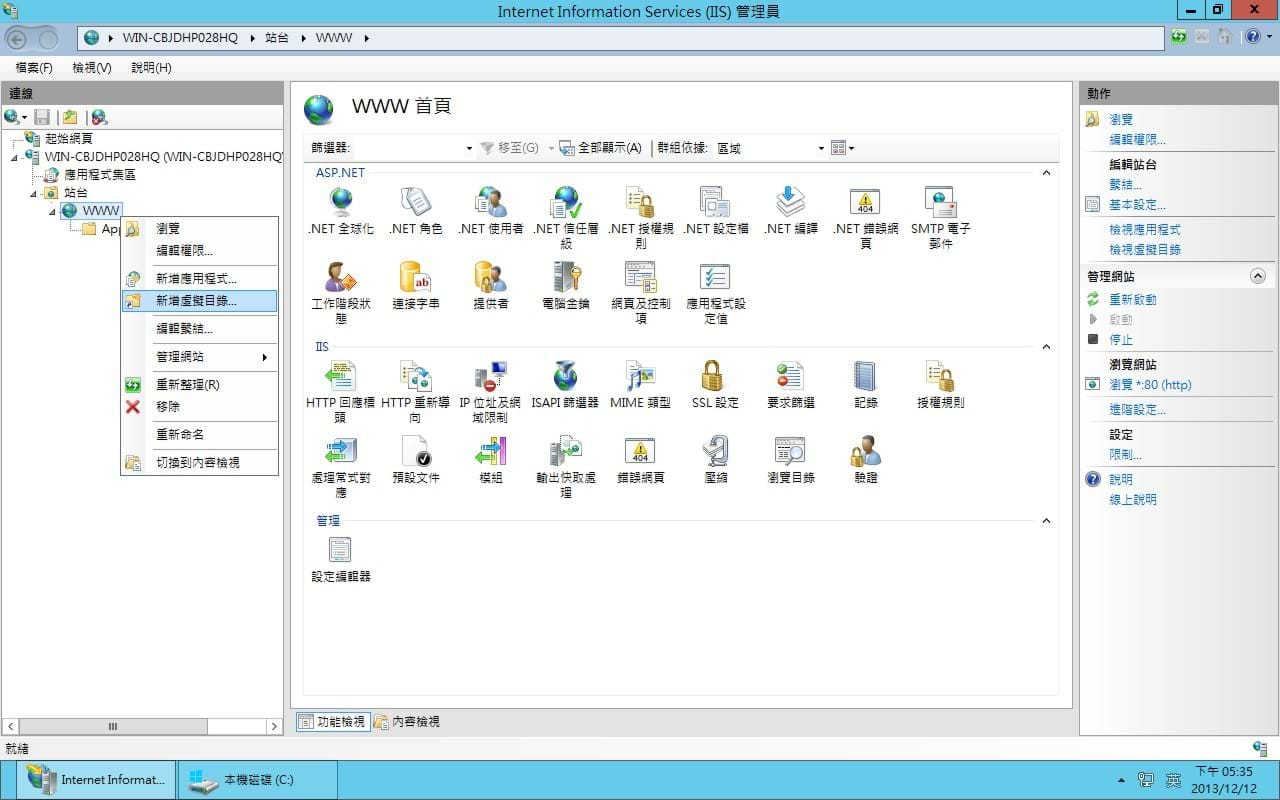 Internet Information Services (IIS) 管理員
WIN-CBJDHP028HQ
站台
WWW
檔案(F)
檢視(V)
說明(H)
連線
起始網頁
WIN-CBJDHP028HQ (WIN-CBJDHP028HQ\
應用程式集區
站台
WWW
App
瀏覽
編輯權限...
新增應用程式...
新增虛擬目錄...
編輯繫結...
管理網站
重新整理(R)
移除
重新命名
切換到內容檢視
WWW 首頁
篩選器:
移至(G)
全部顯示(A)
群組依據:
區域
ASP.NET
.NET 全球化
.NET 角色
.NET 使用者
.NET 信任層級
.NET 授權規則
.NET 設定檔
.NET 編譯
.NET 錯誤網頁
SMTP 電子郵件
工作階段狀態
連接字串
提供者
電腦金鑰
網頁及控制項
應用程式設定值
IIS
HTTP 回應標頭
HTTP 重新導向
IP 位址及網域限制
ISAPI 篩選器
MIME 類型
SSL 設定
要求篩選
記錄
授權規則
處理常式對應
預設文件
模組
輸出快取處理
404
錯誤網頁
壓縮
瀏覽目錄
驗證
管理
設定編輯器
功能檢視
內容檢視
動作
瀏覽
編輯權限...
編輯站台
繫結...
基本設定...
檢視應用程式
檢視虛擬目錄
管理網站
重新啟動
啟動
停止
瀏覽網站
瀏覽 *:80 (http)
進階設定...
設定
限制...
說明
線上說明
就緒
Internet Informat...
本機磁碟 (C:)
英
下午 05:35
2013/12/12